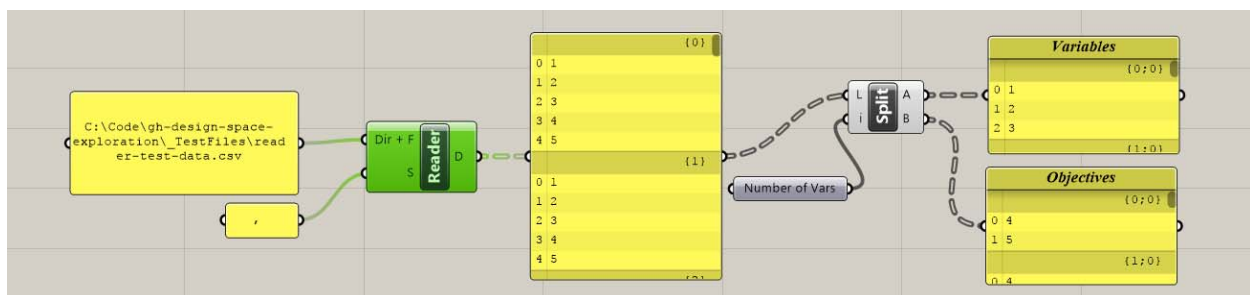 C:\Code\gh-design-space-
exploration\_TestFiles\read
er-test-data.csv
,
Dir + F
S
Reader
D
{0}
0 1
1 2
2 3
3 4
4 5
{1}
0 1
1 2
2 3
3 4
4 5
{2}
Number of Vars
L
i
Split
A
B
Variables
{0;0}
0 1
1 2
2 3
{1;0}
Objectives
{0;0}
0 4
1 5
{1;0}
0 4